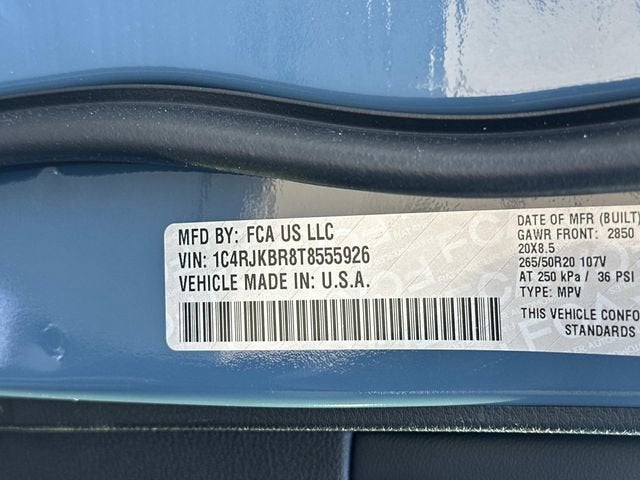 MFD BY: FCA US LLC
VIN: 1C4RJKBR8T8555926
VEHICLE MADE IN: U.S.A.
DATE OF MFR (BUILT)
GAWR FRONT: 2850
20X8.5
265/50R20 107V
AT 250 kPa / 36 PSI
TYPE: MPV
THIS VEHICLE CONFO
STANDARDS